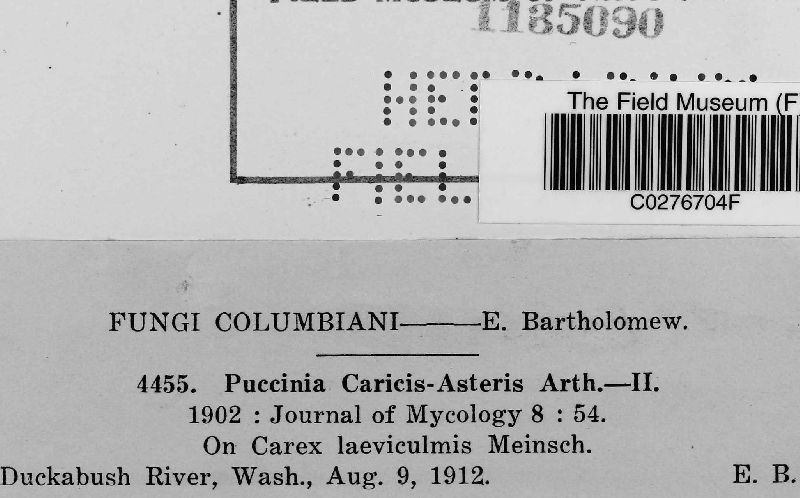 1185090
The Field Museum (F
C0276704F
FUNGI COLUMBIANI——E. Bartholomew.
4455. Puccinia Caricis-Asteris Arth.—II.
1902 : Journal of Mycology 8 : 54.
On Carex laeviculmis Meinsch.
Duckabush River, Wash., Aug. 9, 1912. E. B.